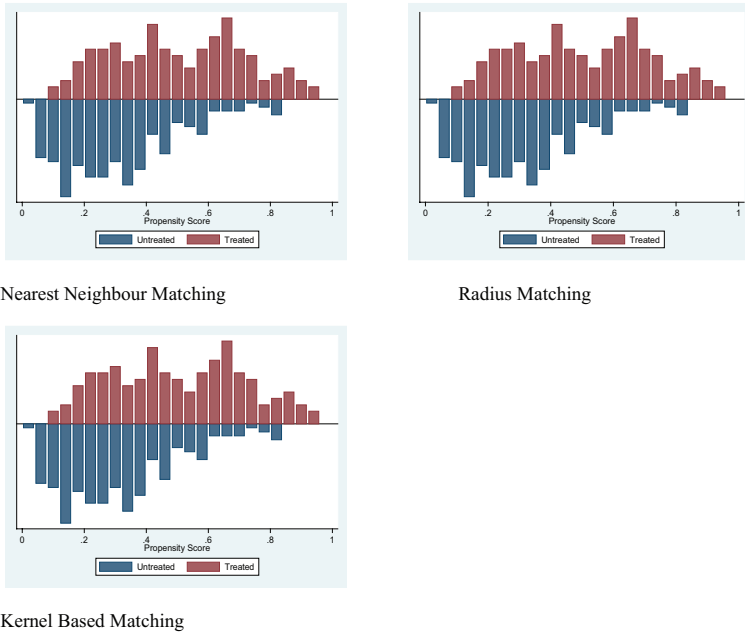 0 .2 .4 .6 .8 1
Propensity Score
Untreated Treated
Nearest Neighbour Matching
0 .2 .4 .6 .8 1
Propensity Score
Untreated Treated
Radius Matching
0 .2 .4 .6 .8 1
Propensity Score
Untreated Treated
Kernel Based Matching